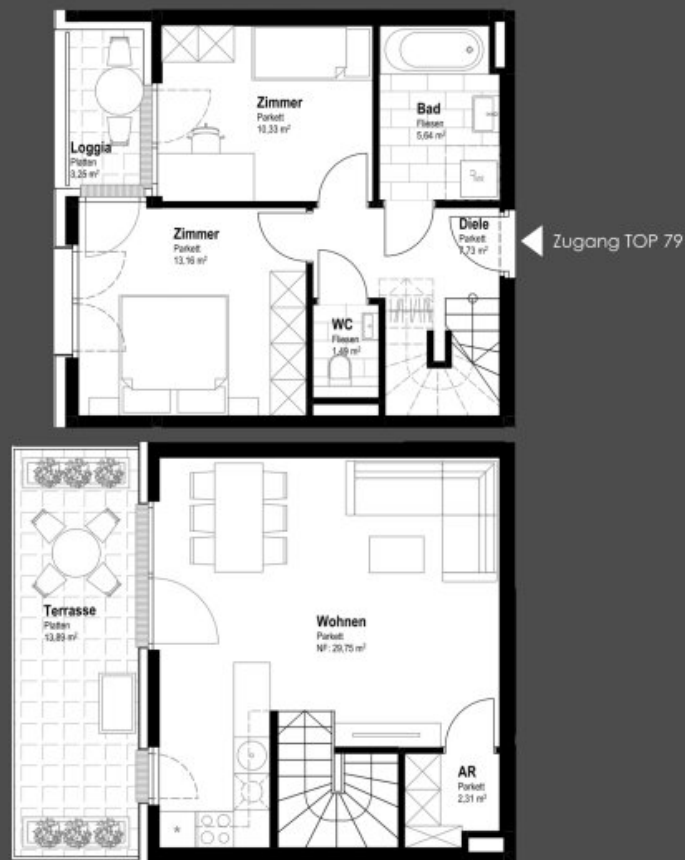 Zimmer
Parkett
10,33 m²
Bad
Fliesen
5,64 m²
Loggia
Platten
3,25 m²
Zimmer
Parkett
13,16 m²
Diele
Parkett
7,73 m²
Zugang TOP 79
WC
Fliesen
1,49 m²
Terrasse
Platten
13,89 m²
Wohnen
Parkett
NF: 29,75 m²
AR
Parkett
2,31 m²
*